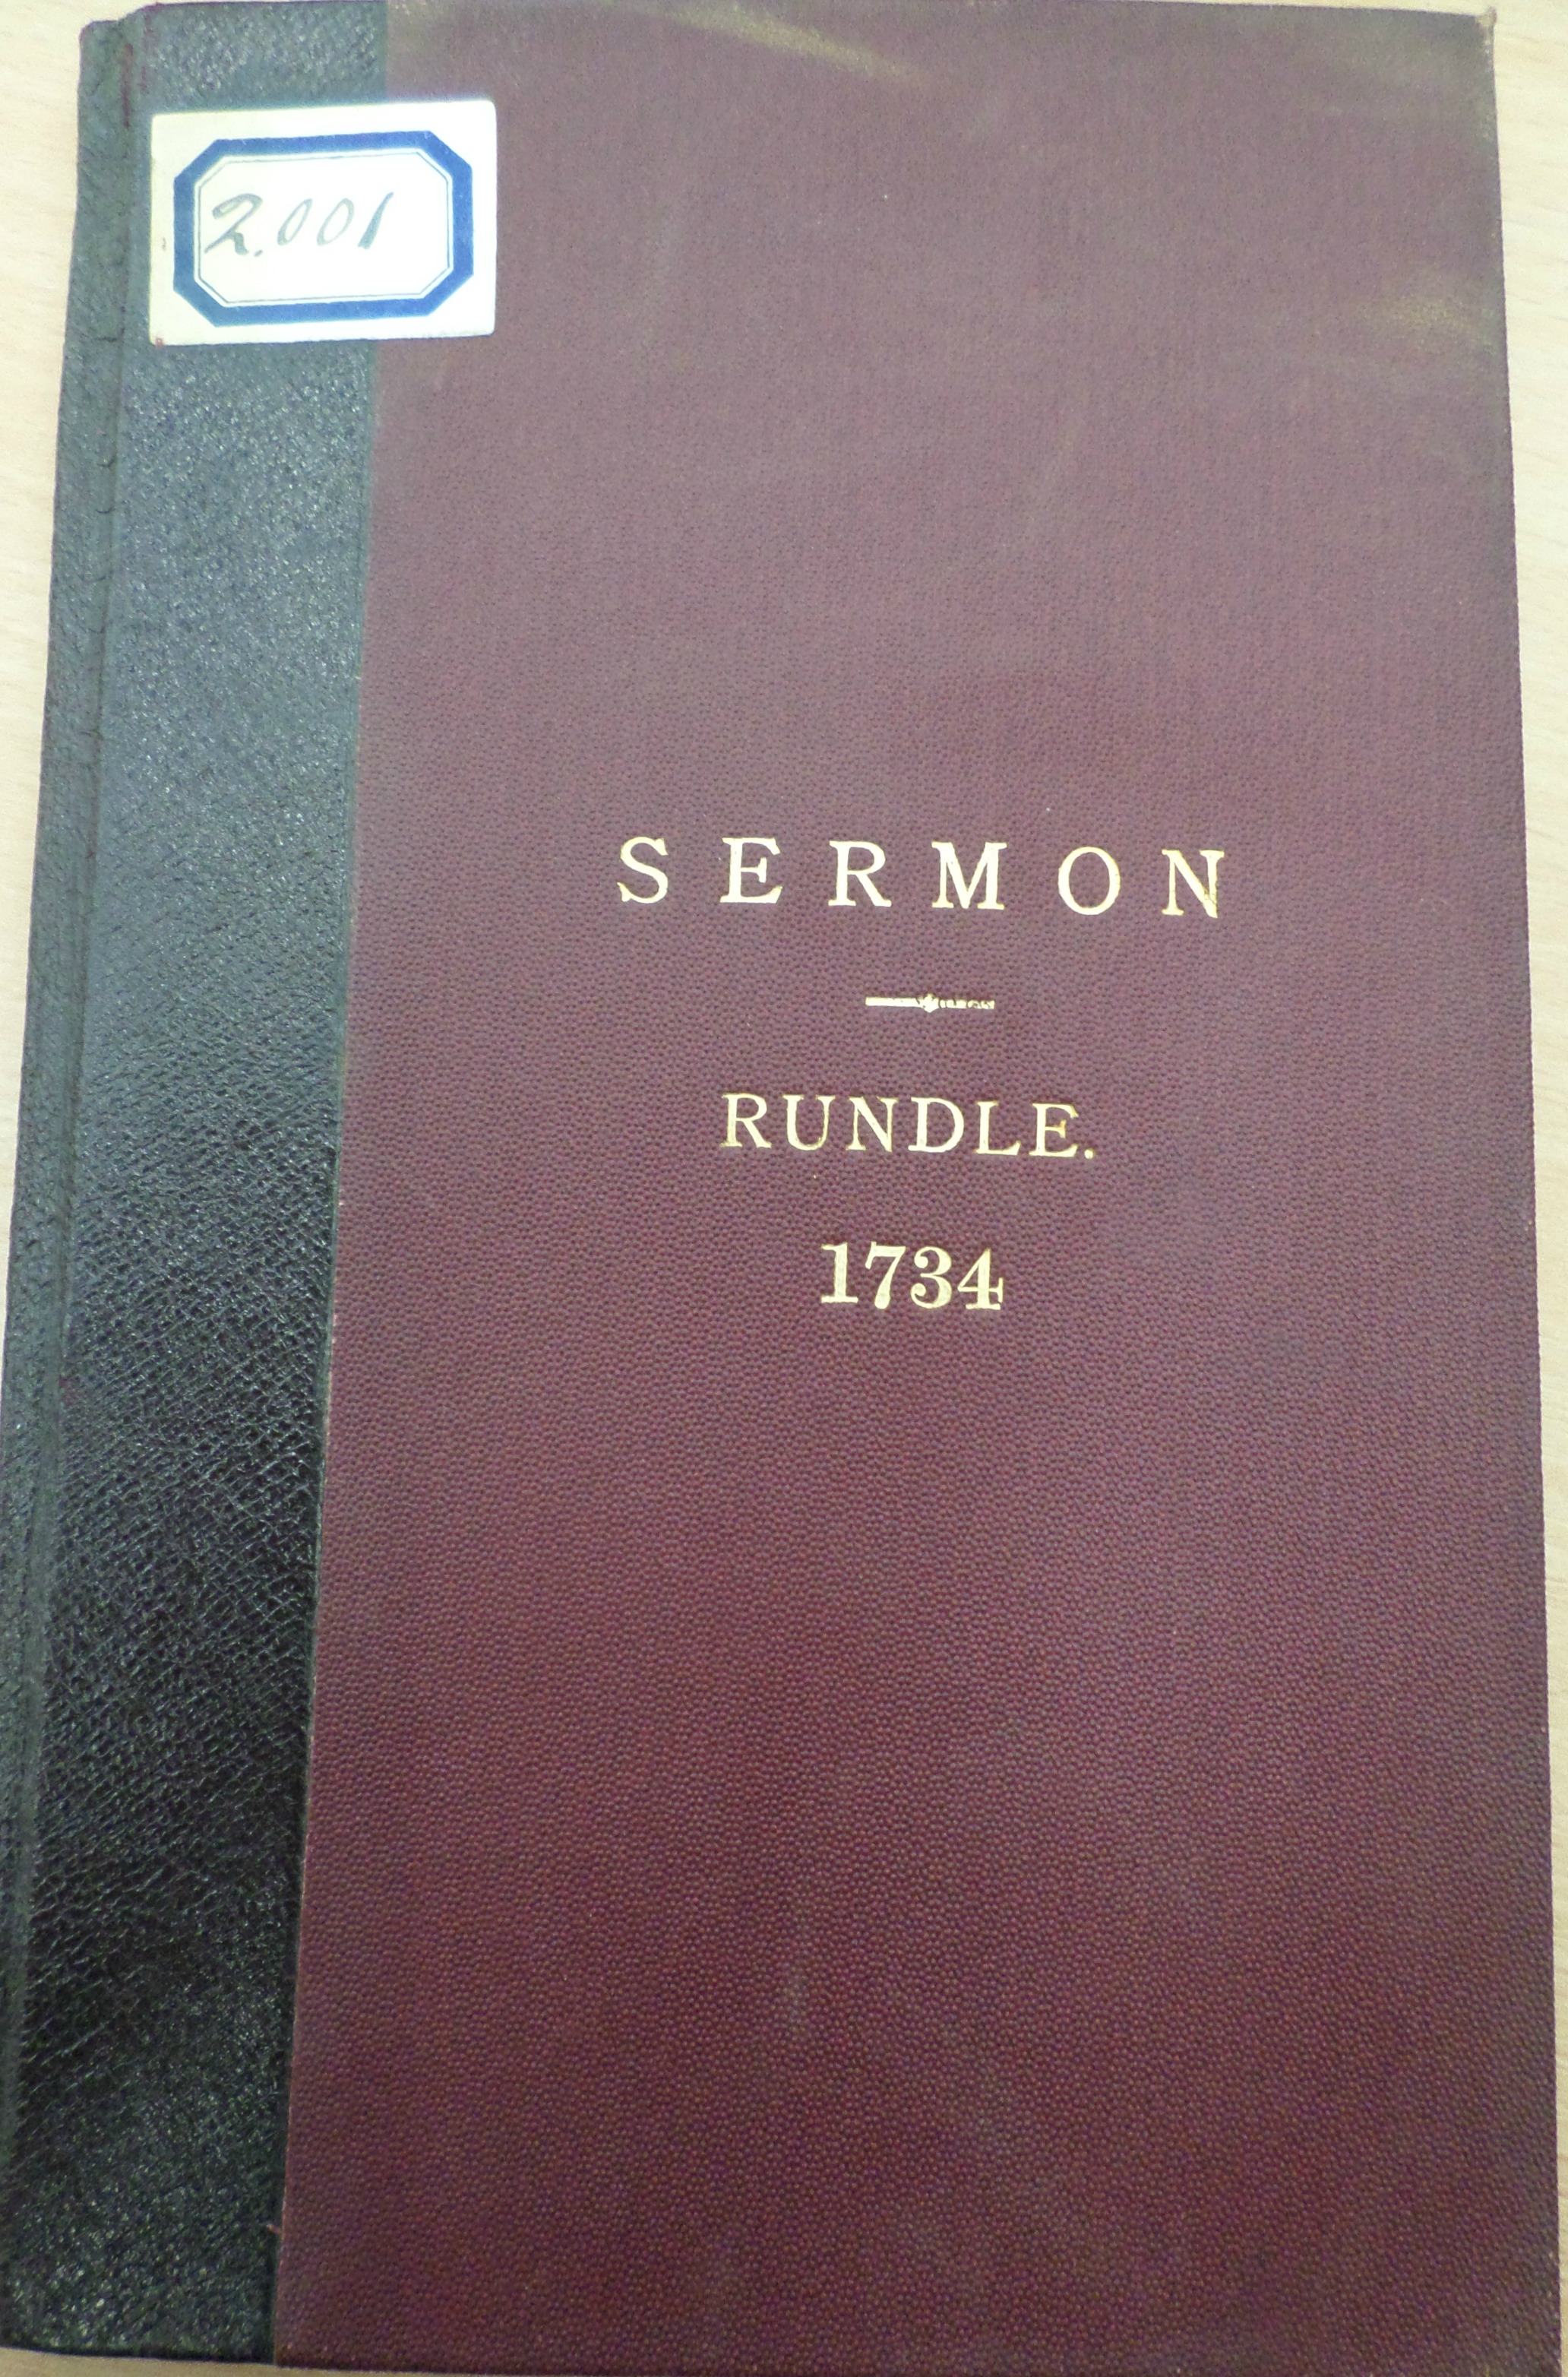 2.001
SERMON
RUNDLE.
1734